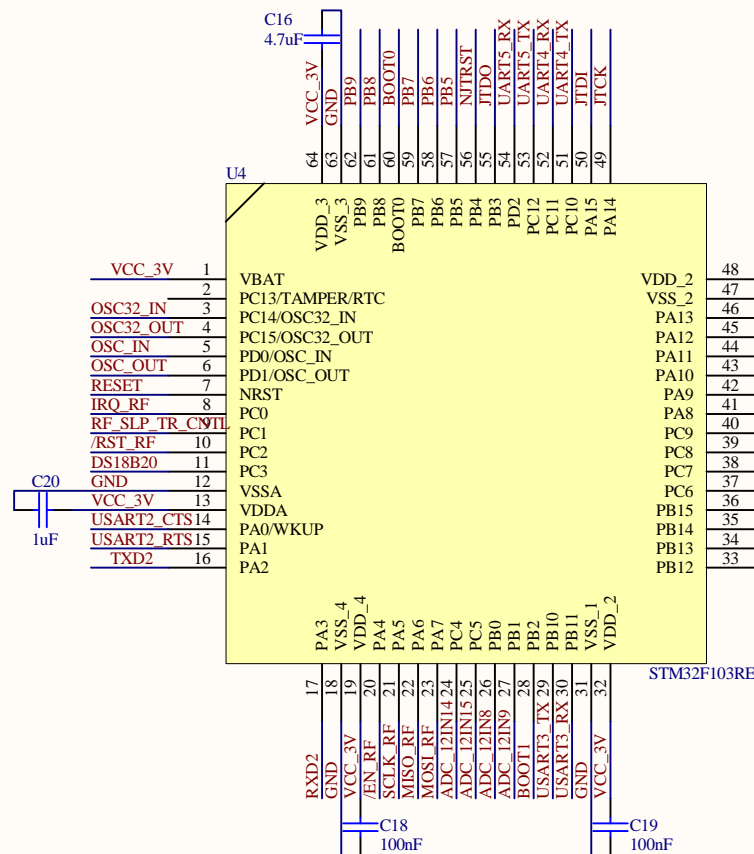 C16
4.7uF
VCC_3V
GND
PB9
PB8
BOOT0
PB7
PB6
PB5
NJTRST
JTDO
UART5_RX
UART5_TX
UART4_RX
UART4_TX
JTDI
JTCK
64
63
62
61
60
59
58
57
56
55
54
53
52
51
50
49
U4
VDD_3
VSS_3
PB9
PB8
BOOT0
PB7
PB6
PB5
PB4
PB3
PD2
PC12
PC11
PC10
PA15
PA14
VCC_3V 1 VBAT
2 PC13/TAMPER/RTC
OSC32_IN 3 PC14/OSC32_IN
OSC32_OUT 4 PC15/OSC32_OUT
OSC_IN 5 PD0/OSC_IN
OSC_OUT 6 PD1/OSC_OUT
RESET 7 NRST
IRQ_RF 8 PC0
RF_SLP_TR_CNTL 9 PC1
/RST_RF 10 PC2
DS18B20 11 PC3
C20
GND 12 VSSA
VCC_3V 13 VDDA
1uF
USART2_CTS 14 PA0/WKUP
USART2_RTS 15 PA1
TXD2 16 PA2
VDD_2 48
VSS_2 47
PA13 46
PA12 45
PA11 44
PA10 43
PA9 42
PA8 41
PC9 40
PC8 39
PC7 38
PC6 37
PB15 36
PB14 35
PB13 34
PB12 33
PA3
VSS_4
VDD_4
PA4
PA5
PA6
PA7
PC4
PC5
PB0
PB1
PB2
PB10
PB11
VSS_1
VDD_2
STM32F103RE
17
18
19
20
21
22
23
24
25
26
27
28
29
30
31
32
RXD2
GND
VCC_3V
/EN_RF
SCLK_RF
MISO_RF
MOSI_RF
ADC_12IN14
ADC_12IN15
ADC_12IN8
ADC_12IN9
BOOT1
USART3_TX
USART3_RX
GND
VCC_3V
C18
100nF
C19
100nF